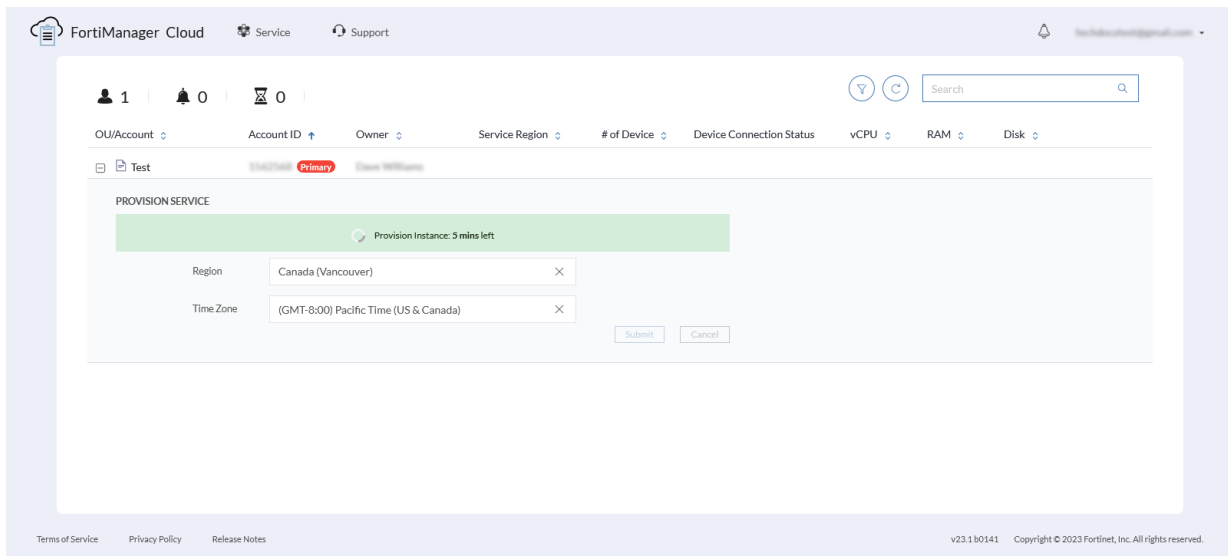 FortiManager Cloud Service Support
1 0 0 Search
OU/Account Account ID Owner Service Region # of Device Device Connection Status vCPU RAM Disk
Test Primary
PROVISION SERVICE
Provision Instance: 5 mins left
Region Canada (Vancouver)
Time Zone (GMT-8:00) Pacific Time (US & Canada)
Submit Cancel
Terms of Service Privacy Policy Release Notes v23.1 b0141 Copyright © 2023 Fortinet, Inc. All rights reserved.